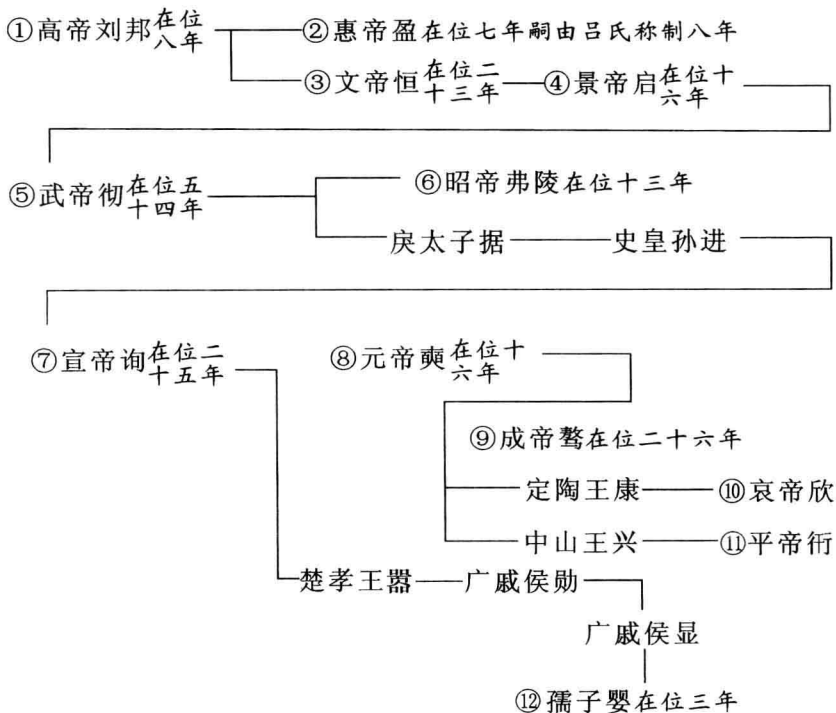 ①高帝刘邦在位八年 ②惠帝盈在位七年嗣由吕氏称制八年
③文帝恒在位二十三年 ④景帝启在位十六年
⑤武帝彻在位五十四年 ⑥昭帝弗陵在位十三年
戾太子据 史皇孙进
⑦宣帝询在位二十五年 ⑧元帝奭在位十六年
⑨成帝骜在位二十六年
定陶王康 ⑩哀帝欣
中山王兴 ⑪平帝衎
楚孝王嚣 广戚侯勋
广戚侯显
⑫孺子婴在位三年